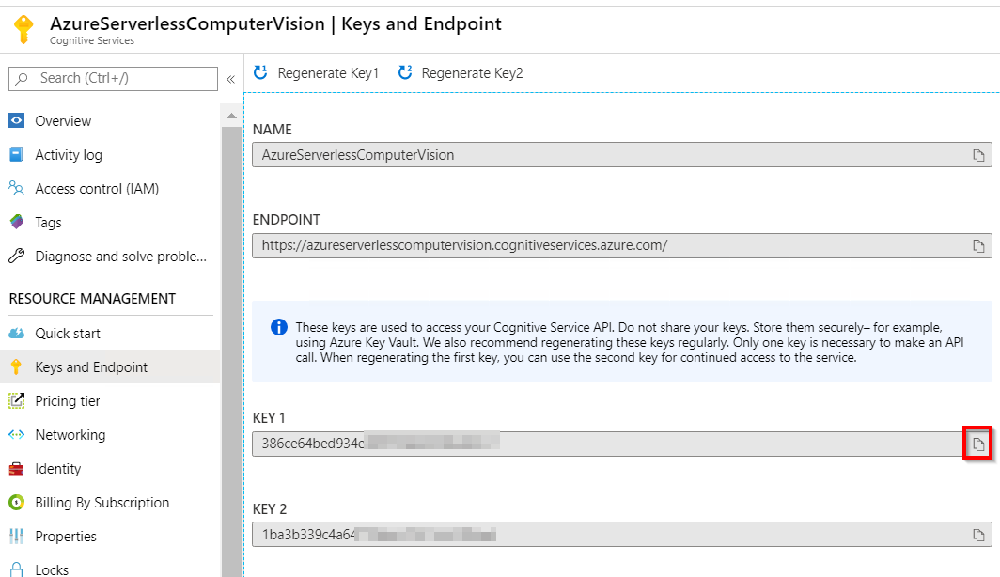 AzureServerlessComputerVision | Keys and Endpoint
Cognitive Services
Search (Ctrl+/)
«
Regenerate Key1
Regenerate Key2
Overview
Activity log
Access control (IAM)
Tags
Diagnose and solve proble...
RESOURCE MANAGEMENT
Quick start
Keys and Endpoint
Pricing tier
Networking
Identity
Billing By Subscription
Properties
Locks
NAME
AzureServerlessComputerVision
ENDPOINT
https://azureserverlesscomputervision.cognitiveservices.azure.com/
These keys are used to access your Cognitive Service API. Do not share your keys. Store them securely– for example,
using Azure Key Vault. We also recommend regenerating these keys regularly. Only one key is necessary to make an API
call. When regenerating the first key, you can use the second key for continued access to the service.
KEY 1
386ce64bed934e
KEY 2
1ba3b339c4a64